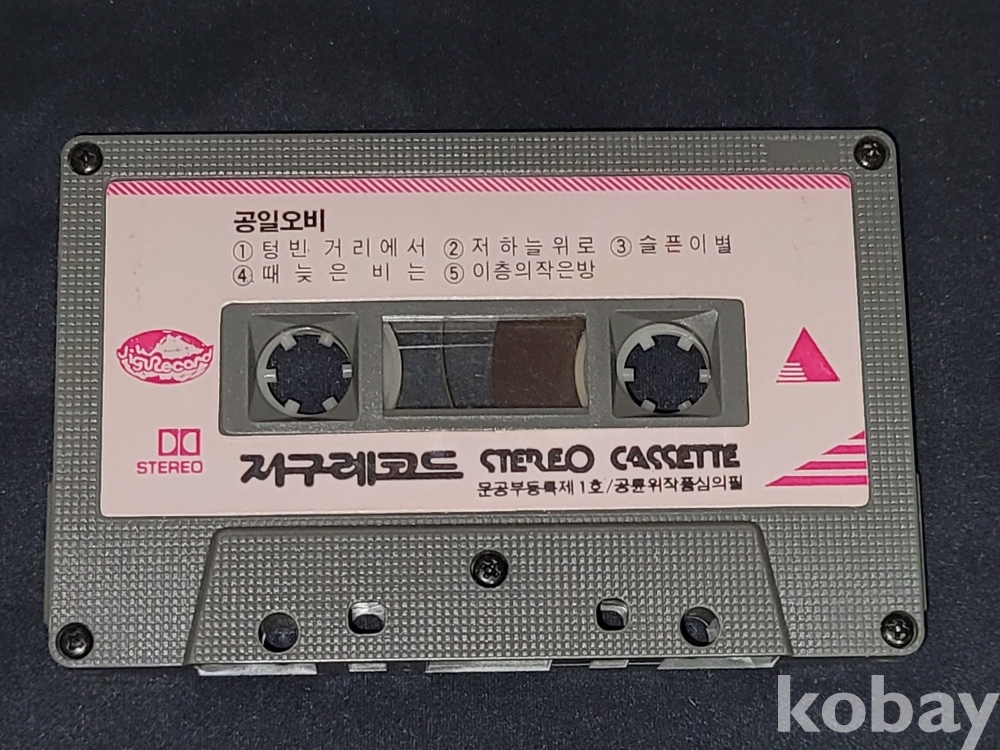 공일오비
① 텅빈 거리에서 ② 저하늘위로 ③ 슬픈이별
④ 때늦은 비는 ⑤ 이층의작은방
JiguRecord
STEREO
지구레코드 STEREO CASSETTE
문공부등록제1호/공륜위작품심의필
kobay